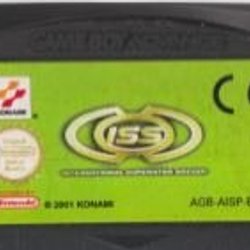 GAME BOY ADVANCE
KONAMI
CE
ISS
INTERNATIONAL SUPERSTAR SOCCER
Nintendo
© 2001 KONAMI
AGB-AISP-E